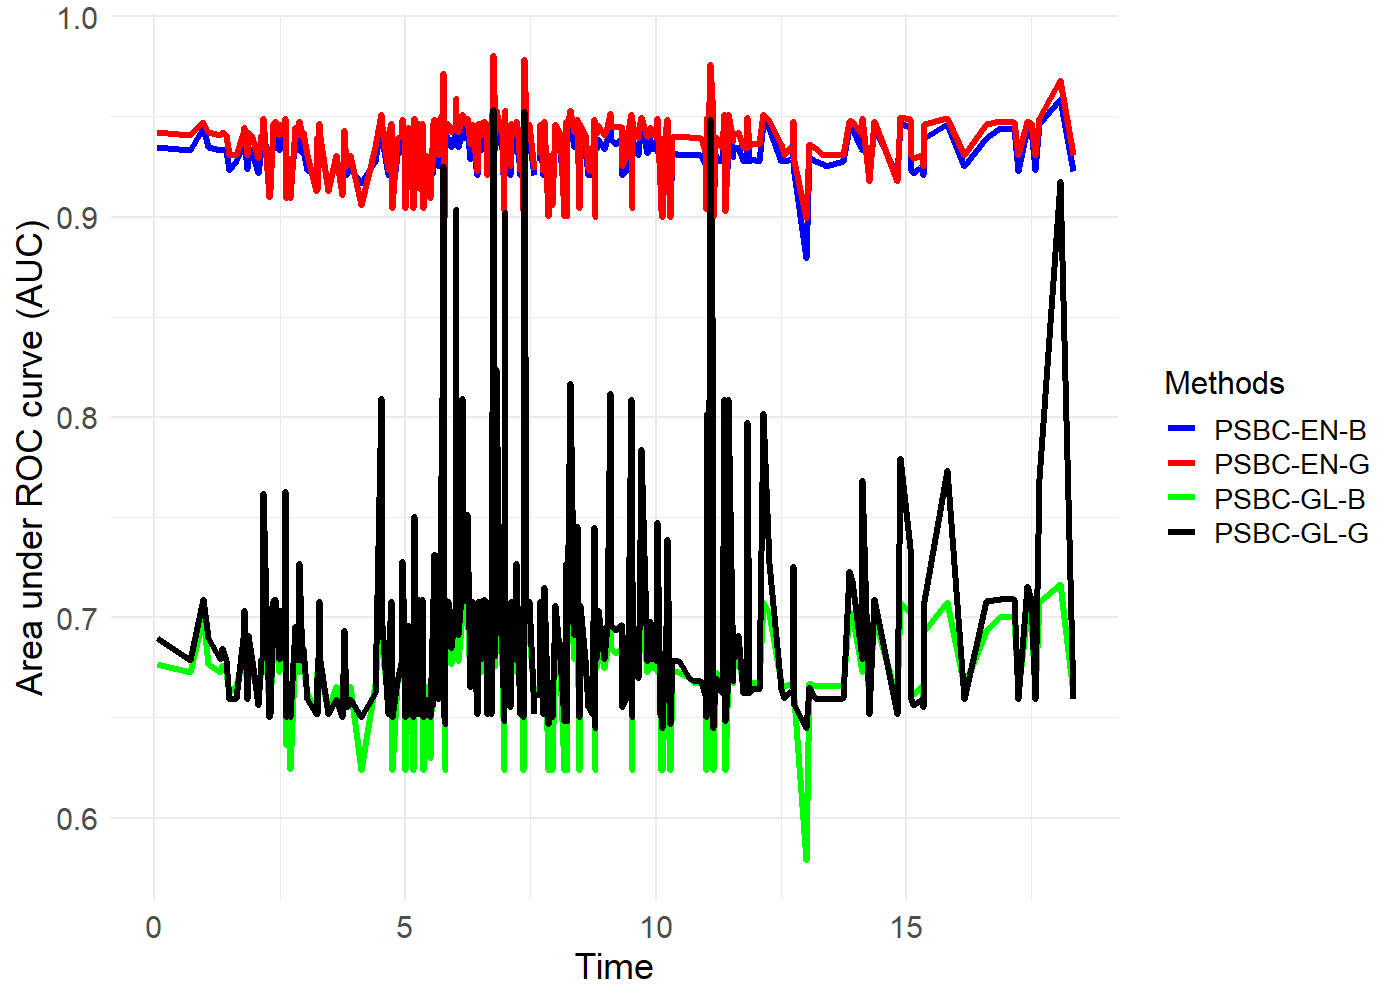 1.0
0.9
0.8
0.7
0.6
Area under ROC curve (AUC)
0
5
10
15
Time
Methods
PSBC-EN-B
PSBC-EN-G
PSBC-GL-B
PSBC-GL-G